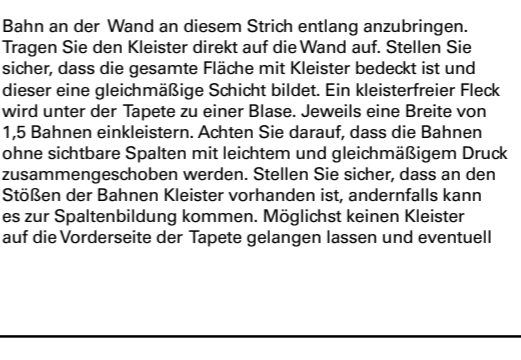 Bahn an der Wand an diesem Strich entlang anzubringen.
Tragen Sie den Kleister direkt auf die Wand auf. Stellen Sie
sicher, dass die gesamte Fläche mit Kleister bedeckt ist und
dieser eine gleichmäßige Schicht bildet. Ein kleisterfreier Fleck
wird unter der Tapete zu einer Blase. Jeweils eine Breite von
1,5 Bahnen einkleistern. Achten Sie darauf, dass die Bahnen
ohne sichtbare Spalten mit leichtem und gleichmäßigem Druck
zusammengeschoben werden. Stellen Sie sicher, dass an den
Stößen der Bahnen Kleister vorhanden ist, andernfalls kann
es zur Spaltenbildung kommen. Möglichst keinen Kleister
auf die Vorderseite der Tapete gelangen lassen und eventuell